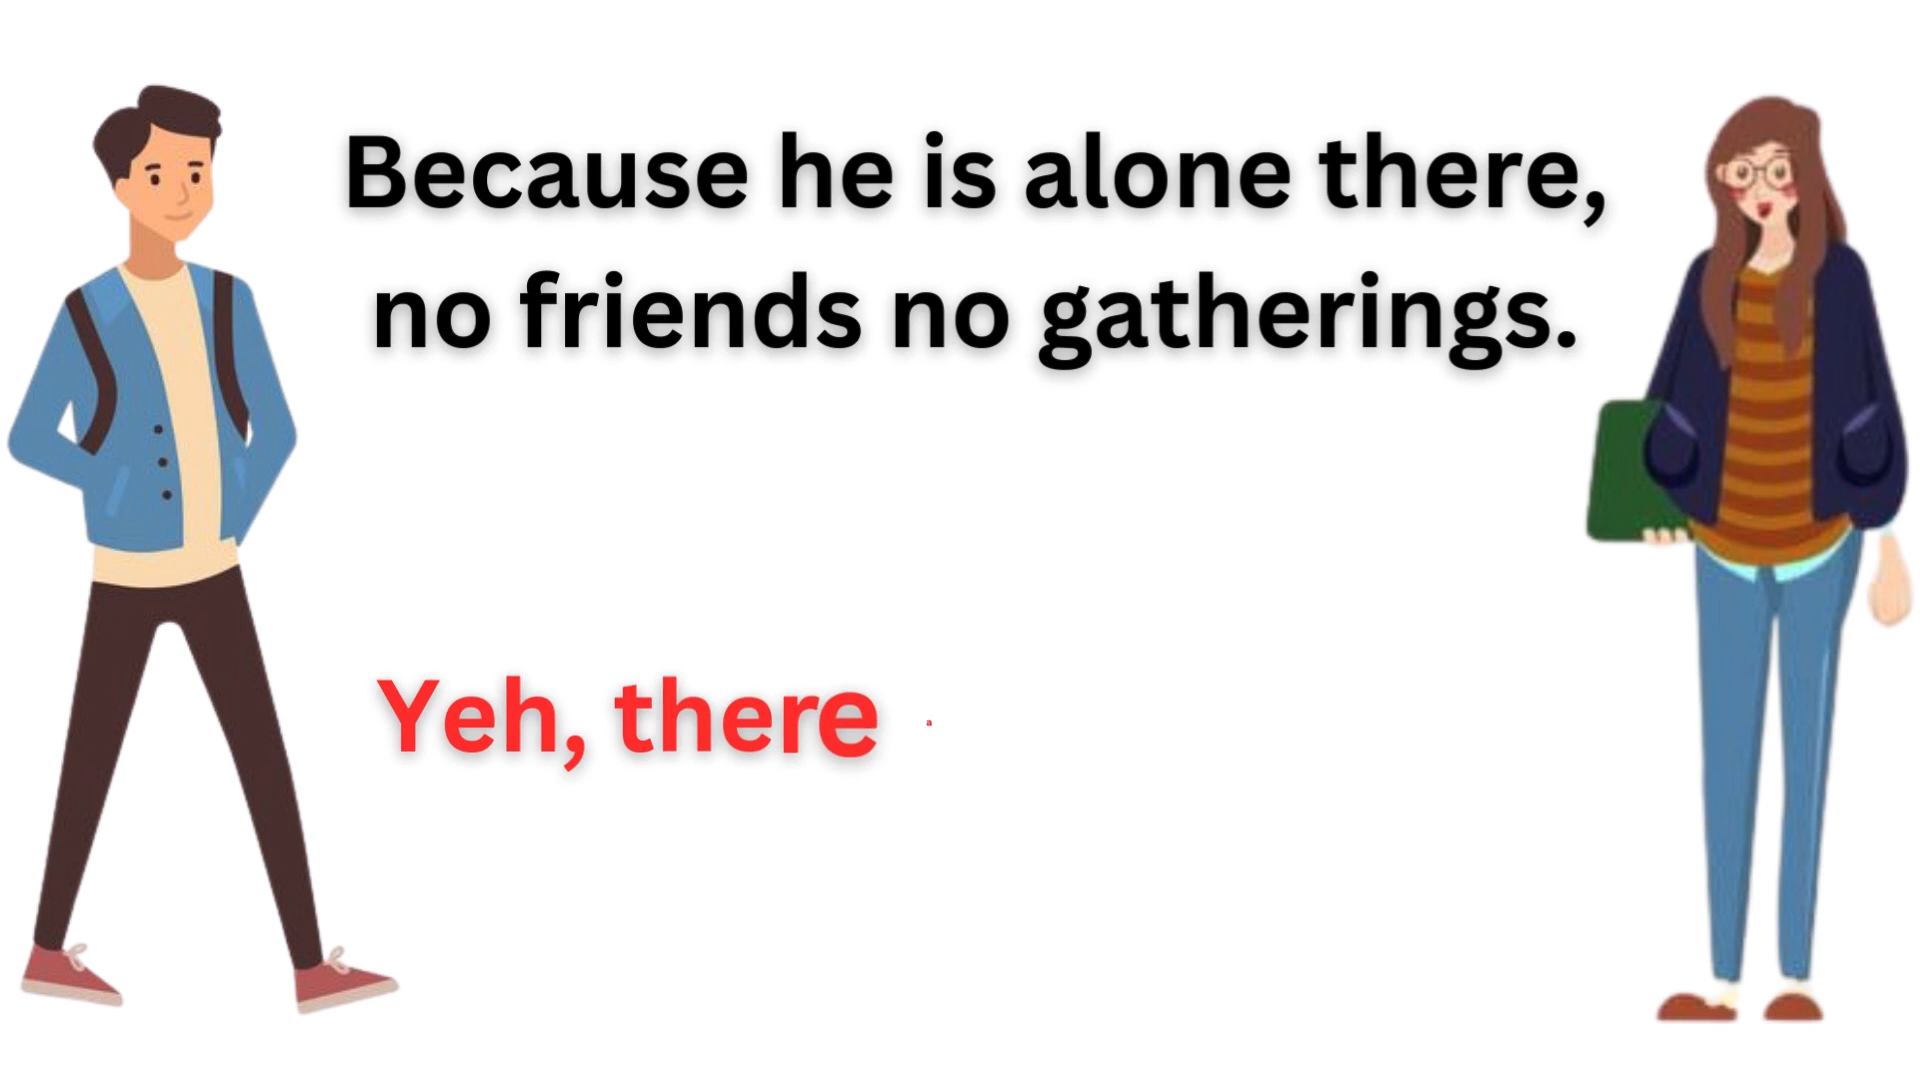 Because he is alone there,
no friends no gatherings.
Yeh, there a